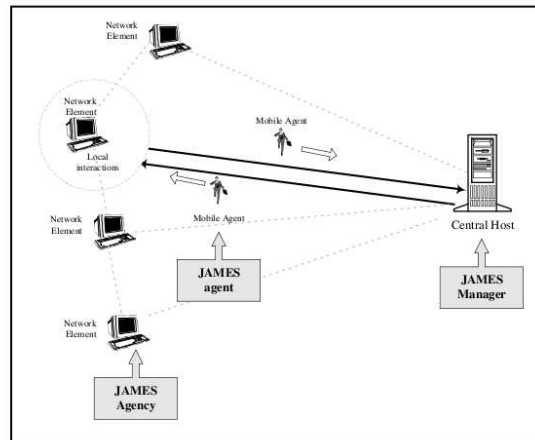 Network
Element
Network
Element
Local
interactions
Mobile Agent
Mobile Agent
Network
Element
Central Host
JAMES
agent
JAMES
Manager
Network
Element
JAMES
Agency